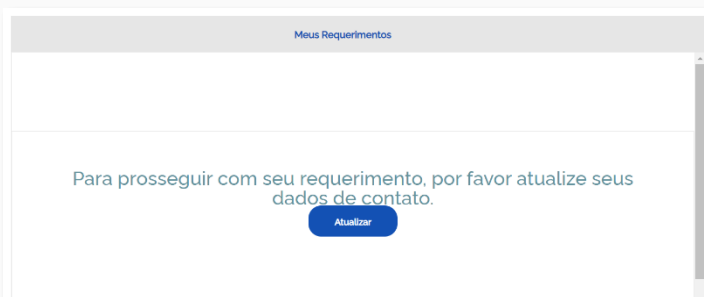 Meus Requerimentos
Para prosseguir com seu requerimento, por favor atualize seus
dados de contato.
Atualizar